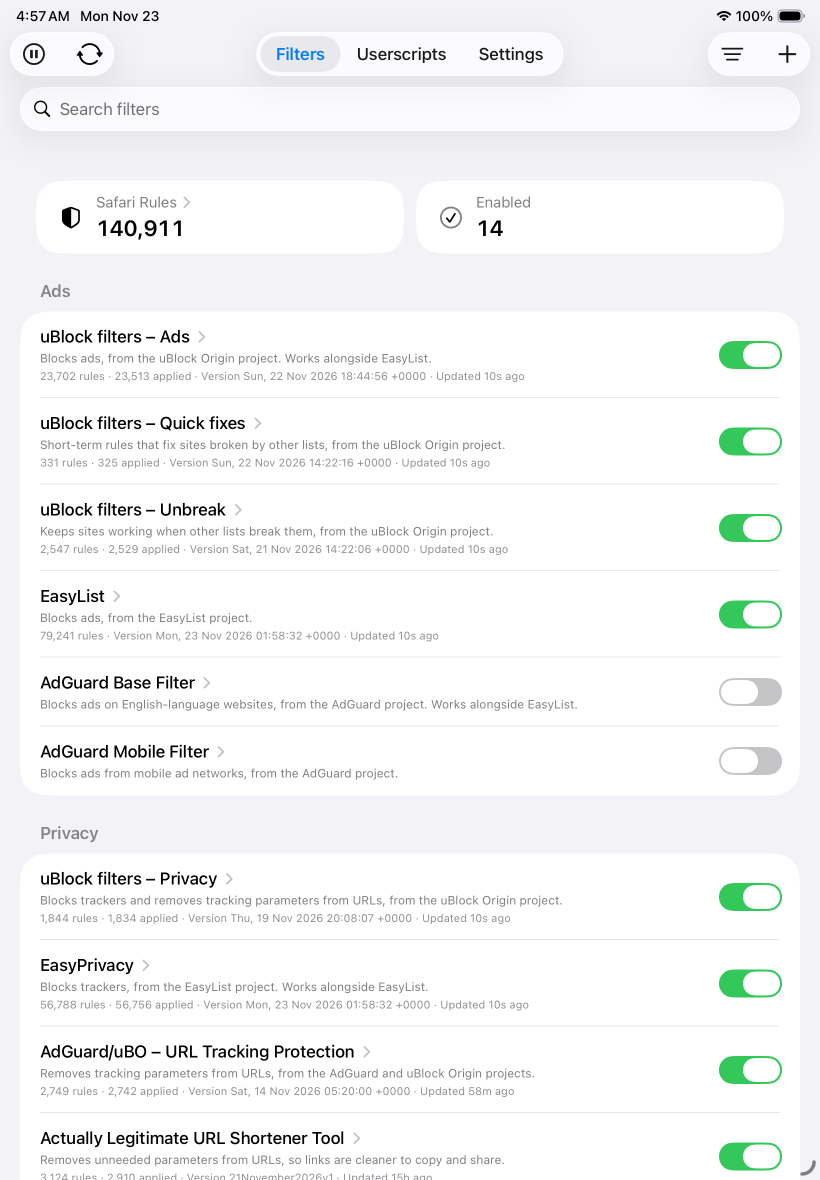 4:57 AM Mon Nov 23
100%
Filters Userscripts Settings
Search filters
Safari Rules
140,911
Enabled
14
Ads
uBlock filters – Ads
Blocks ads, from the uBlock Origin project. Works alongside EasyList.
23,702 rules · 23,513 applied · Version Sun, 22 Nov 2026 18:44:56 +0000 · Updated 10s ago
uBlock filters – Quick fixes
Short-term rules that fix sites broken by other lists, from the uBlock Origin project.
331 rules · 325 applied · Version Sun, 22 Nov 2026 14:22:16 +0000 · Updated 10s ago
uBlock filters – Unbreak
Keeps sites working when other lists break them, from the uBlock Origin project.
2,547 rules · 2,529 applied · Version Sat, 21 Nov 2026 14:22:06 +0000 · Updated 10s ago
EasyList
Blocks ads, from the EasyList project.
79,241 rules · Version Mon, 23 Nov 2026 01:58:32 +0000 · Updated 10s ago
AdGuard Base Filter
Blocks ads on English-language websites, from the AdGuard project. Works alongside EasyList.
AdGuard Mobile Filter
Blocks ads from mobile ad networks, from the AdGuard project.
Privacy
uBlock filters – Privacy
Blocks trackers and removes tracking parameters from URLs, from the uBlock Origin project.
1,844 rules · 1,834 applied · Version Thu, 19 Nov 2026 20:08:07 +0000 · Updated 10s ago
EasyPrivacy
Blocks trackers, from the EasyList project. Works alongside EasyList.
56,788 rules · 56,756 applied · Version Mon, 23 Nov 2026 01:58:32 +0000 · Updated 10s ago
AdGuard/uBO – URL Tracking Protection
Removes tracking parameters from URLs, from the AdGuard and uBlock Origin projects.
2,749 rules · 2,742 applied · Version Sat, 14 Nov 2026 05:20:00 +0000 · Updated 58m ago
Actually Legitimate URL Shortener Tool
Removes unneeded parameters from URLs, so links are cleaner to copy and share.
3,124 rules · 2,910 applied · Version 21November2026v1 · Updated 15h ago